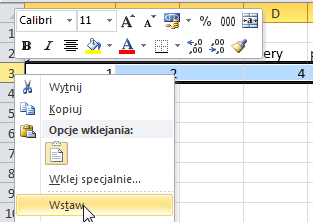 Calibri 11 A A % 000
B I A ,00 ,0
D
1
2 ery
3 1 2 4
4
5 Wytnij
6 Kopiuj
7 Opcje wklejania:
8
Wklej specjalnie...
9
10 Wstaw